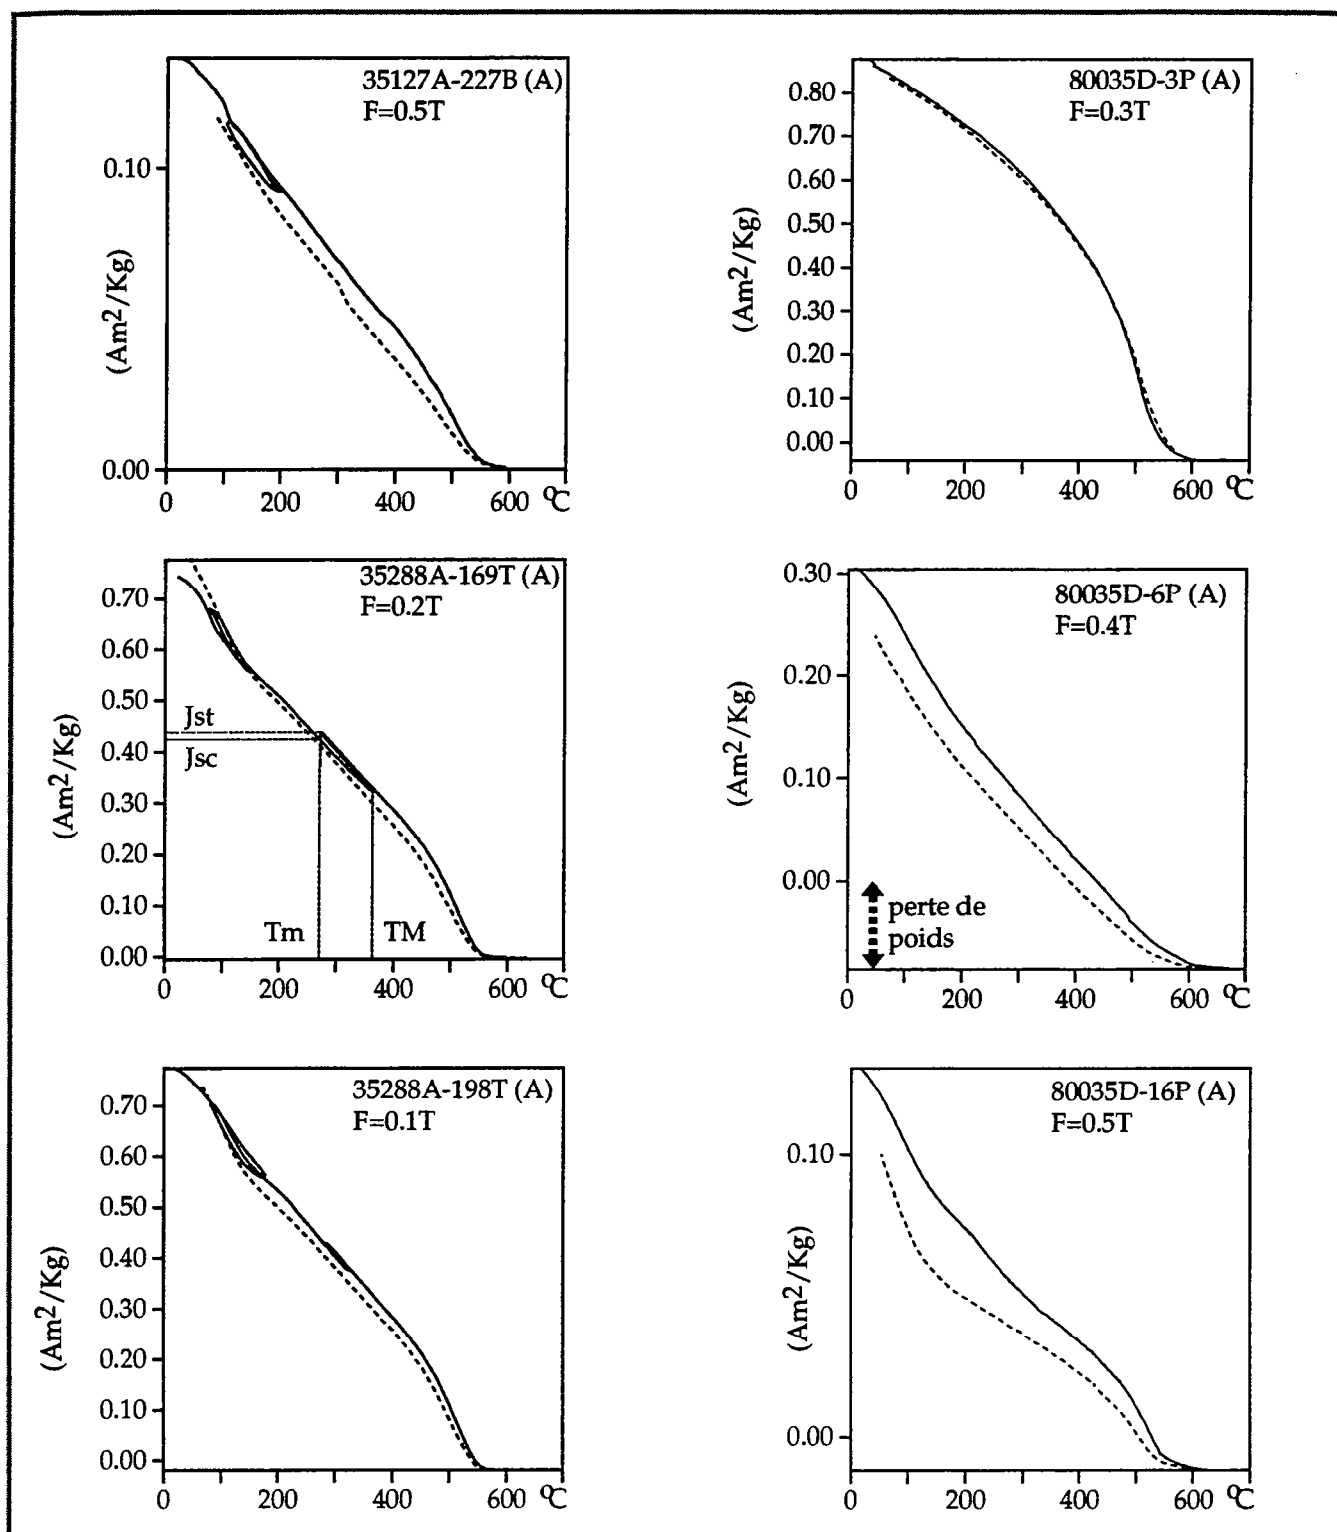 35127A-227B (A)
F=0.5T
(Am²/Kg)
0.10
0.00
0 200 400 600 °C
80035D-3P (A)
F=0.3T
(Am²/Kg)
0.80
0.70
0.60
0.50
0.40
0.30
0.20
0.10
0.00
0 200 400 600 °C
35288A-169T (A)
F=0.2T
(Am²/Kg)
0.70
0.60
0.50
0.40
0.30
0.20
0.10
0.00
Jst
Jsc
Tm TM
0 200 400 600 °C
80035D-6P (A)
F=0.4T
(Am²/Kg)
0.30
0.20
0.10
0.00
perte de
poids
0 200 400 600 °C
35288A-198T (A)
F=0.1T
(Am²/Kg)
0.70
0.60
0.50
0.40
0.30
0.20
0.10
0.00
0 200 400 600 °C
80035D-16P (A)
F=0.5T
(Am²/Kg)
0.10
0.00
0 200 400 600 °C